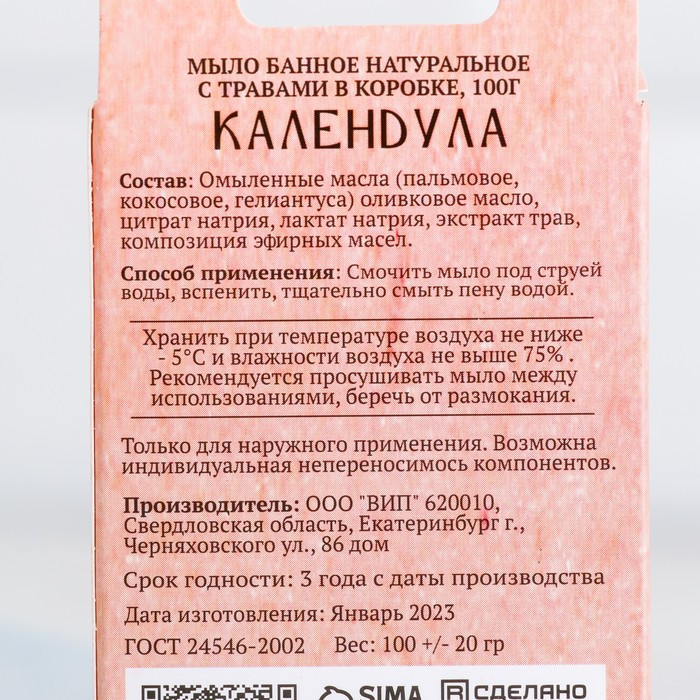 МЫЛО БАННОЕ НАТУРАЛЬНОЕ
С ТРАВАМИ В КОРОБКЕ, 100Г
КАЛЕНДУЛА
Состав: Омыленные масла (пальмовое,
кокосовое, гелиантуса) оливковое масло,
цитрат натрия, лактат натрия, экстракт трав,
композиция эфирных масел.
Способ применения: Смочить мыло под струей
воды, вспенить, тщательно смыть пену водой.
Хранить при температуре воздуха не ниже
- 5°С и влажности воздуха не выше 75% .
Рекомендуется просушивать мыло между
использованиями, беречь от размокания.
Только для наружного применения. Возможна
индивидуальная непереносимось компонентов.
Производитель: ООО "ВИП" 620010,
Свердловская область, Екатеринбург г.,
Черняховского ул., 86 дом
Срок годности: 3 года с даты производства
Дата изготовления: Январь 2023
ГОСТ 24546-2002 Вес: 100 +/- 20 гр
SIMA СДЕЛАНО